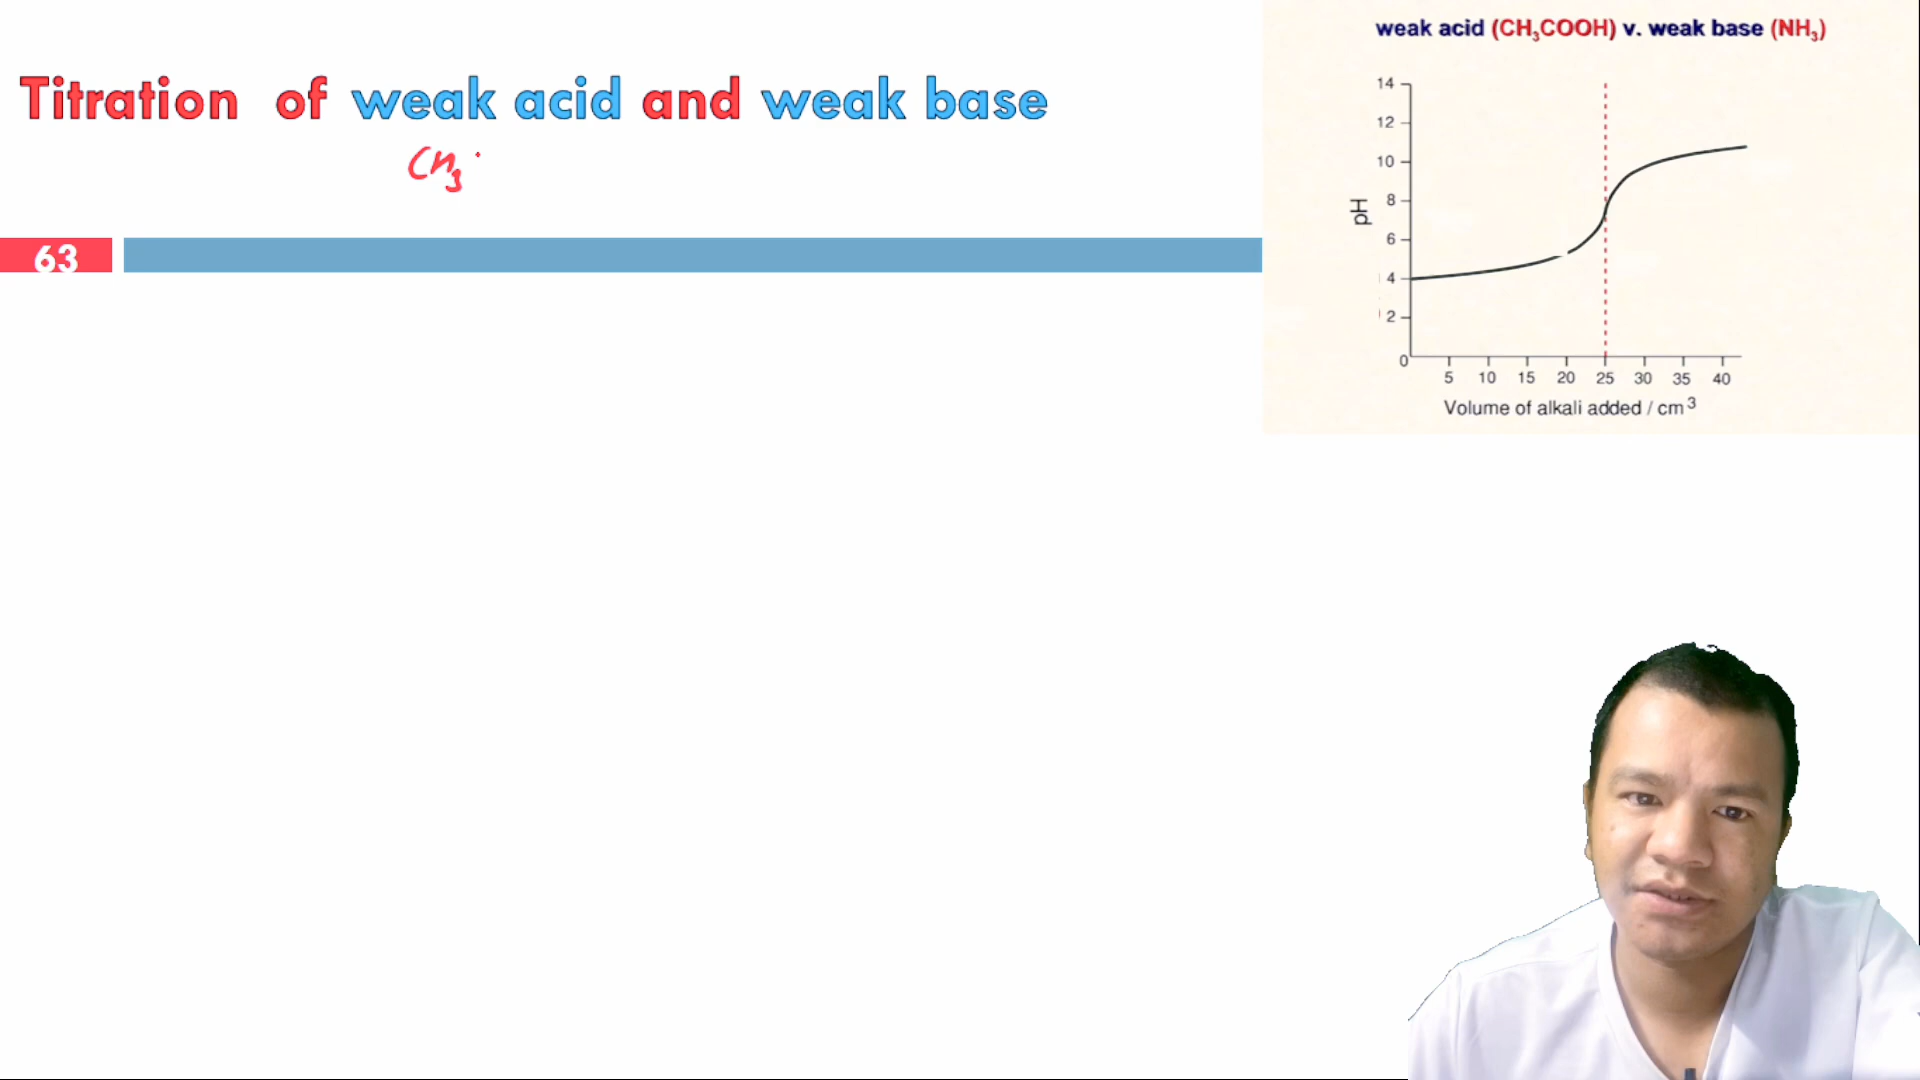 Titration of weak acid and weak base
CH3
63
weak acid (CH₃COOH) v. weak base (NH₃)
14
12
10
8
6
4
2
0
pH
5 10 15 20 25 30 35 40
Volume of alkali added / cm³